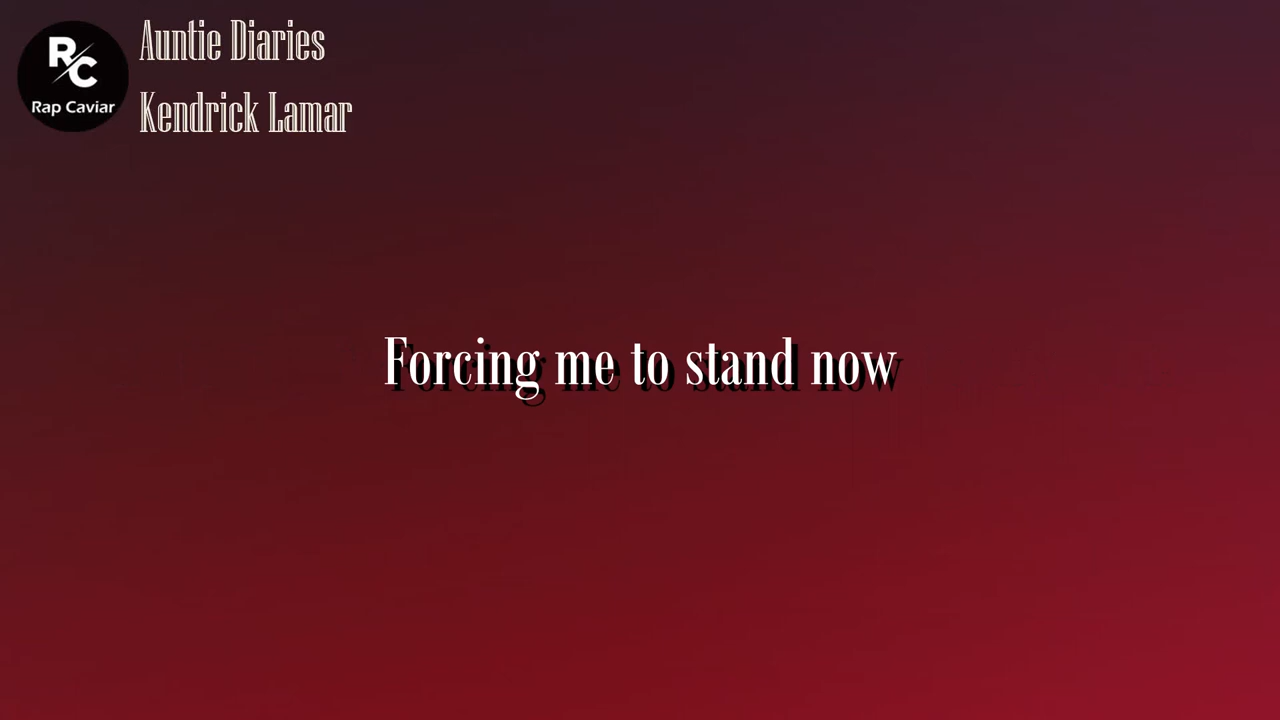 R/C
Rap Caviar
Auntie Diaries
Kendrick Lamar
Forcing me to stand now